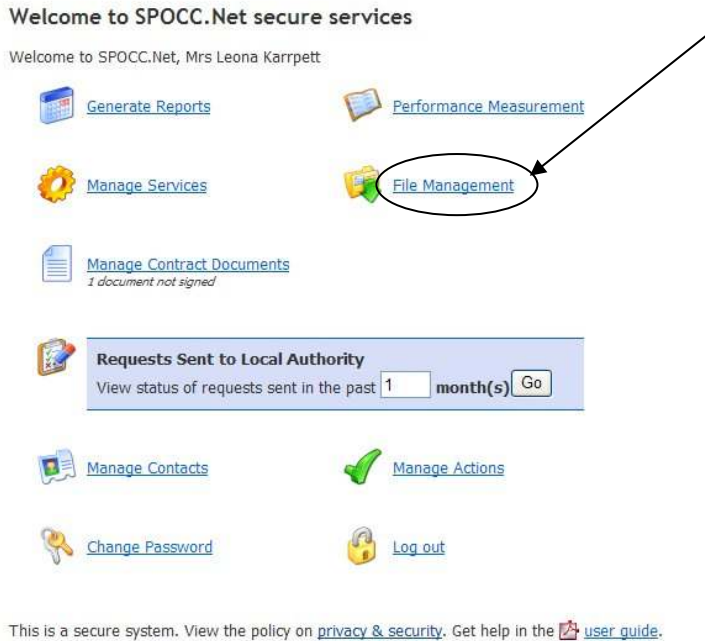 Welcome to SPOCC.Net secure services
Welcome to SPOCC.Net, Mrs Leona Karrpett
Generate Reports
Performance Measurement
Manage Services
File Management
Manage Contract Documents
1 document not signed
Requests Sent to Local Authority
View status of requests sent in the past 1 month(s) Go
Manage Contacts
Manage Actions
Change Password
Log out
This is a secure system. View the policy on privacy & security. Get help in the user guide.